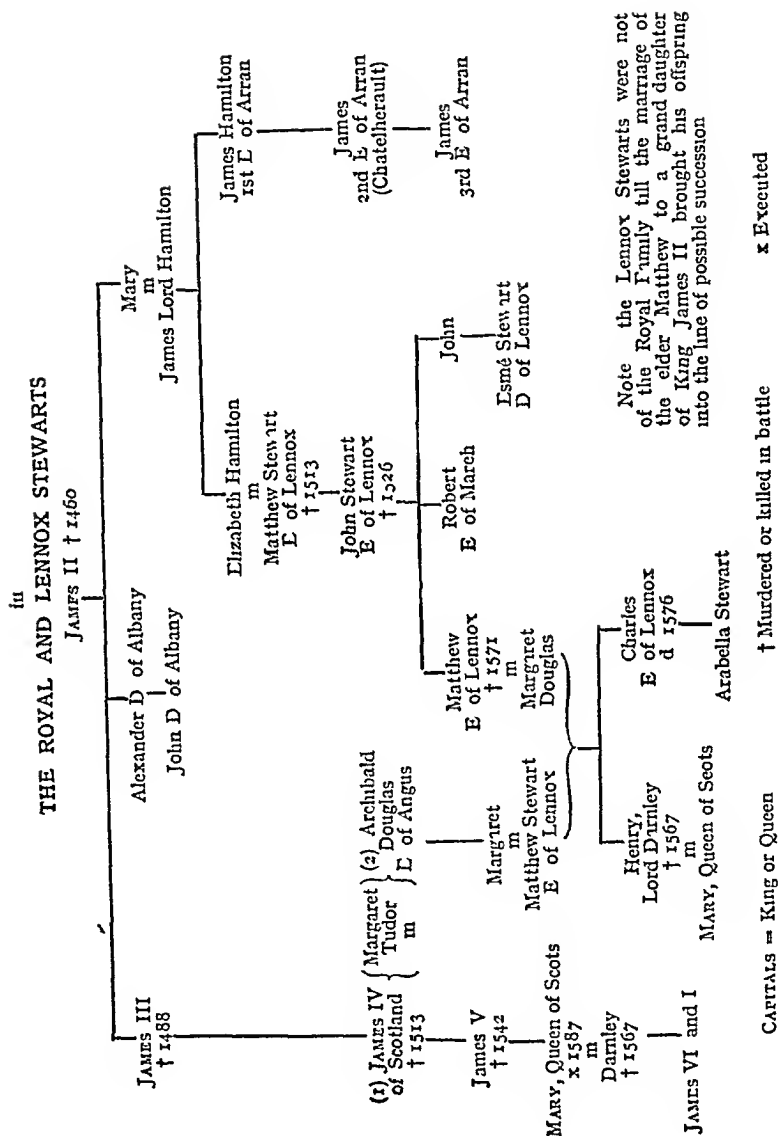 iii
THE ROYAL AND LENNOX STEWARTS
JAMES II † 1460
JAMES III
† 1488
Alexander D of Albany
John D of Albany
Mary
m
James Lord Hamilton
Elizabeth Hamilton
m
Matthew Stewart
E of Lennox
† 1513
James Hamilton
1st E of Arran
John Stewart
E of Lennox
† 1526
James
2nd E of Arran
(Chatelherault)
James
3rd E of Arran
(1) JAMES IV
of Scotland
† 1513
Margaret
Tudor
m
(2) Archibald
Douglas
E of Angus
James V
† 1542
Margaret
m
Matthew Stewart
E of Lennox
Matthew
E of Lennox
† 1571
m
Margaret
Douglas
Robert
E of March
John
Esmé Stewart
D of Lennox
MARY, Queen of Scots
x 1587
m
Darnley
† 1567
Henry,
Lord Darnley
† 1567
m
MARY, Queen of Scots
Charles
E of Lennox
d 1576
JAMES VI and I
Arabella Stewart
Note the Lennox Stewarts were not
of the Royal Family till the marriage of
the elder Matthew to a grand daughter
of King James II brought his offspring
into the line of possible succession
CAPITALS = King or Queen
† Murdered or killed in battle
x Executed